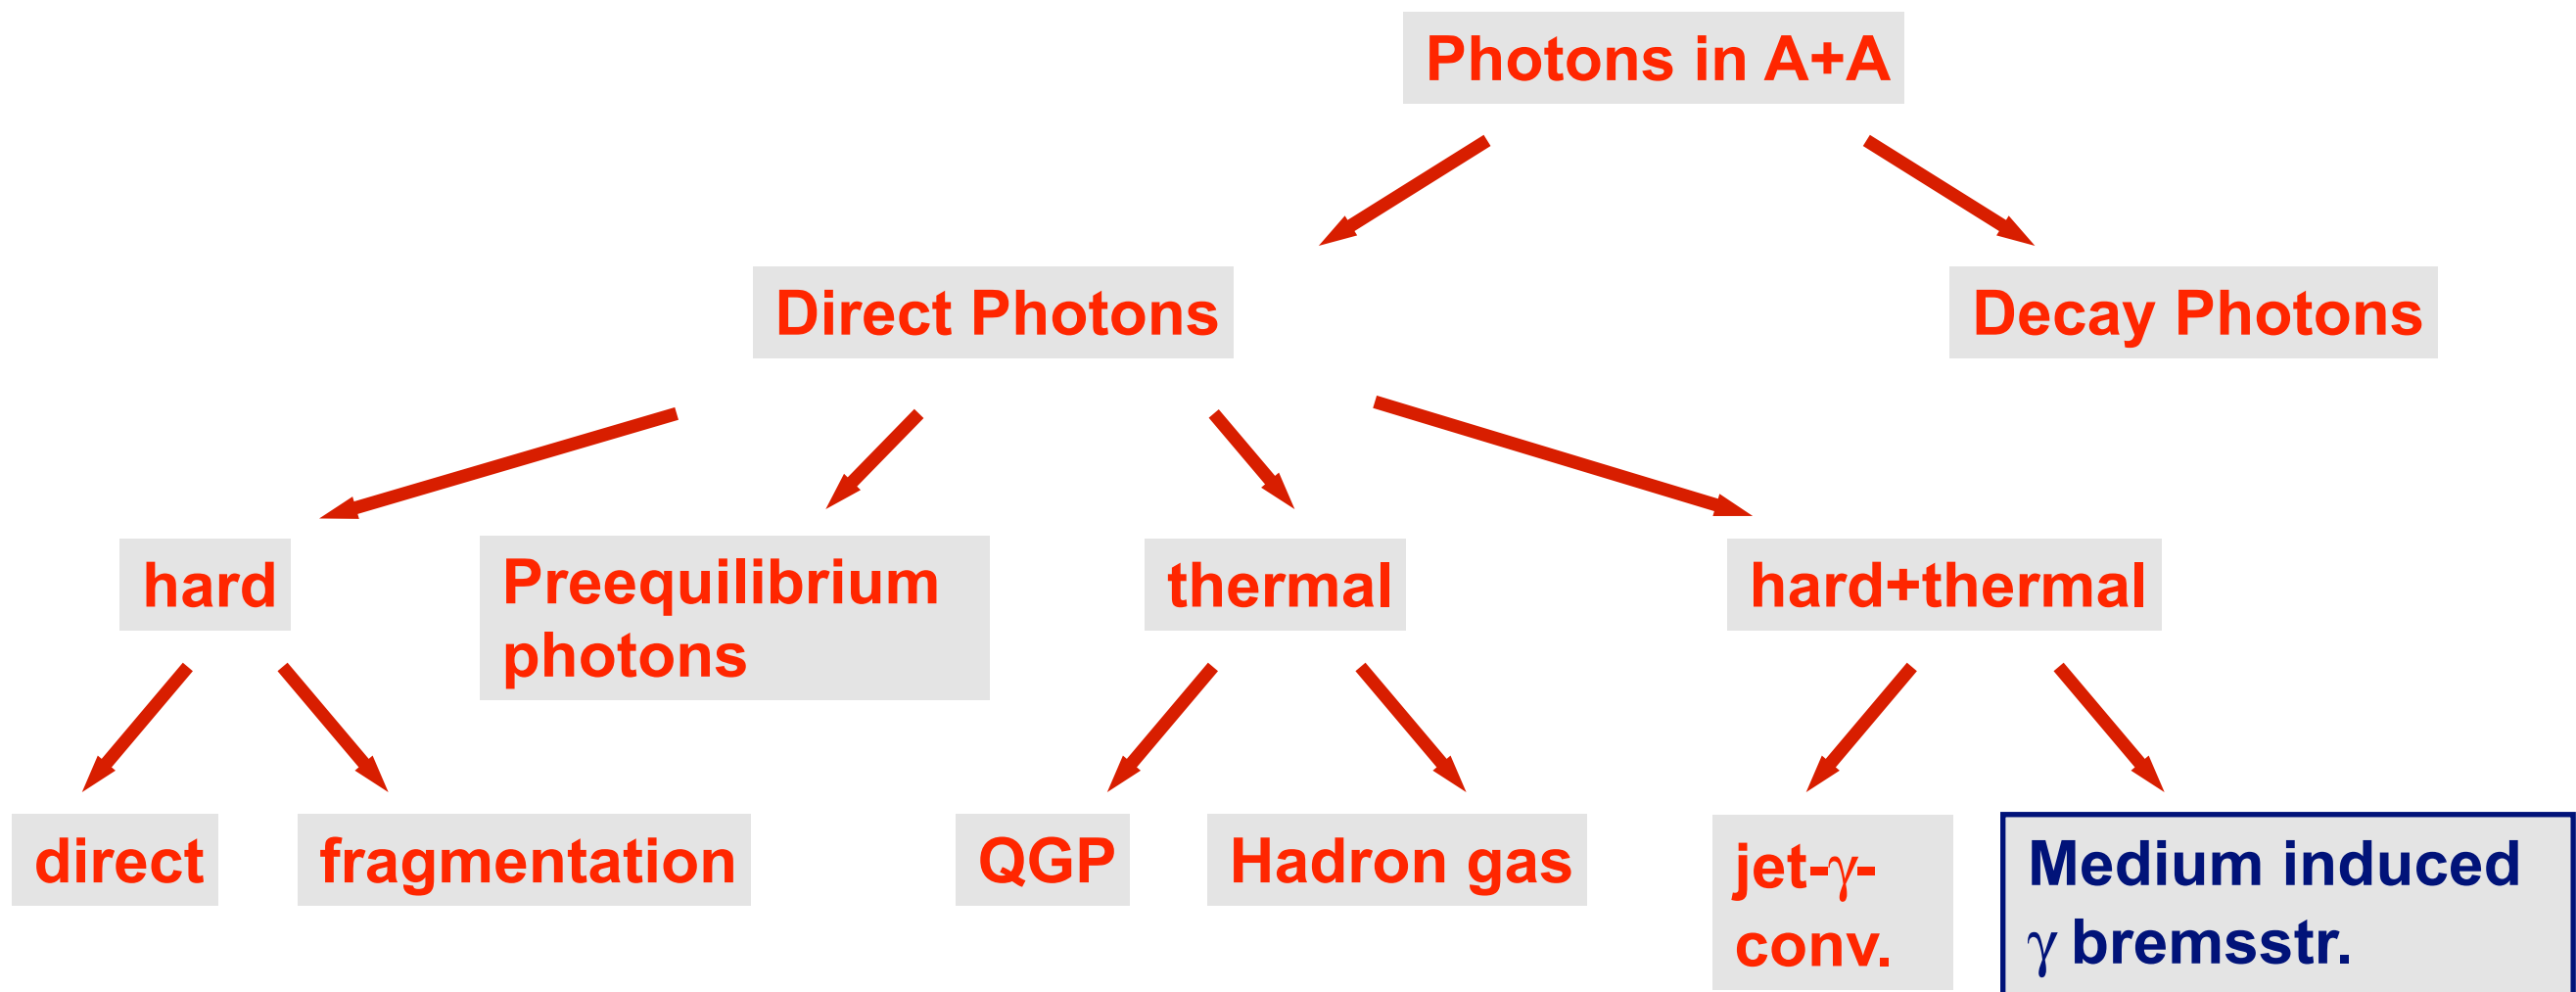 Photons in A+A
Direct Photons
Decay Photons
hard
Preequilibrium
photons
thermal
hard+thermal
direct
fragmentation
QGP
Hadron gas
jet-γ-
conv.
Medium induced
γ bremsstr.